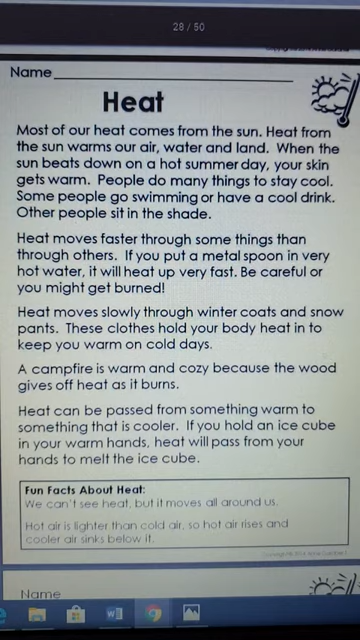 28 / 50
Name
Heat
Most of our heat comes from the sun. Heat from
the sun warms our air, water and land. When the
sun beats down on a hot summer day, your skin
gets warm. People do many things to stay cool.
Some people go swimming or have a cool drink.
Other people sit in the shade.
Heat moves faster through some things than
through others. If you put a metal spoon in very
hot water, it will heat up very fast. Be careful or
you might get burned!
Heat moves slowly through winter coats and snow
pants. These clothes hold your body heat in to
keep you warm on cold days.
A campfire is warm and cozy because the wood
gives off heat as it burns.
Heat can be passed from something warm to
something that is cooler. If you hold an ice cube
in your warm hands, heat will pass from your
hands to melt the ice cube.
Fun Facts About Heat:
We can't see heat, but it moves all around us.
Hot air is lighter than cold air, so hot air rises and
cooler air sinks below it.
Name